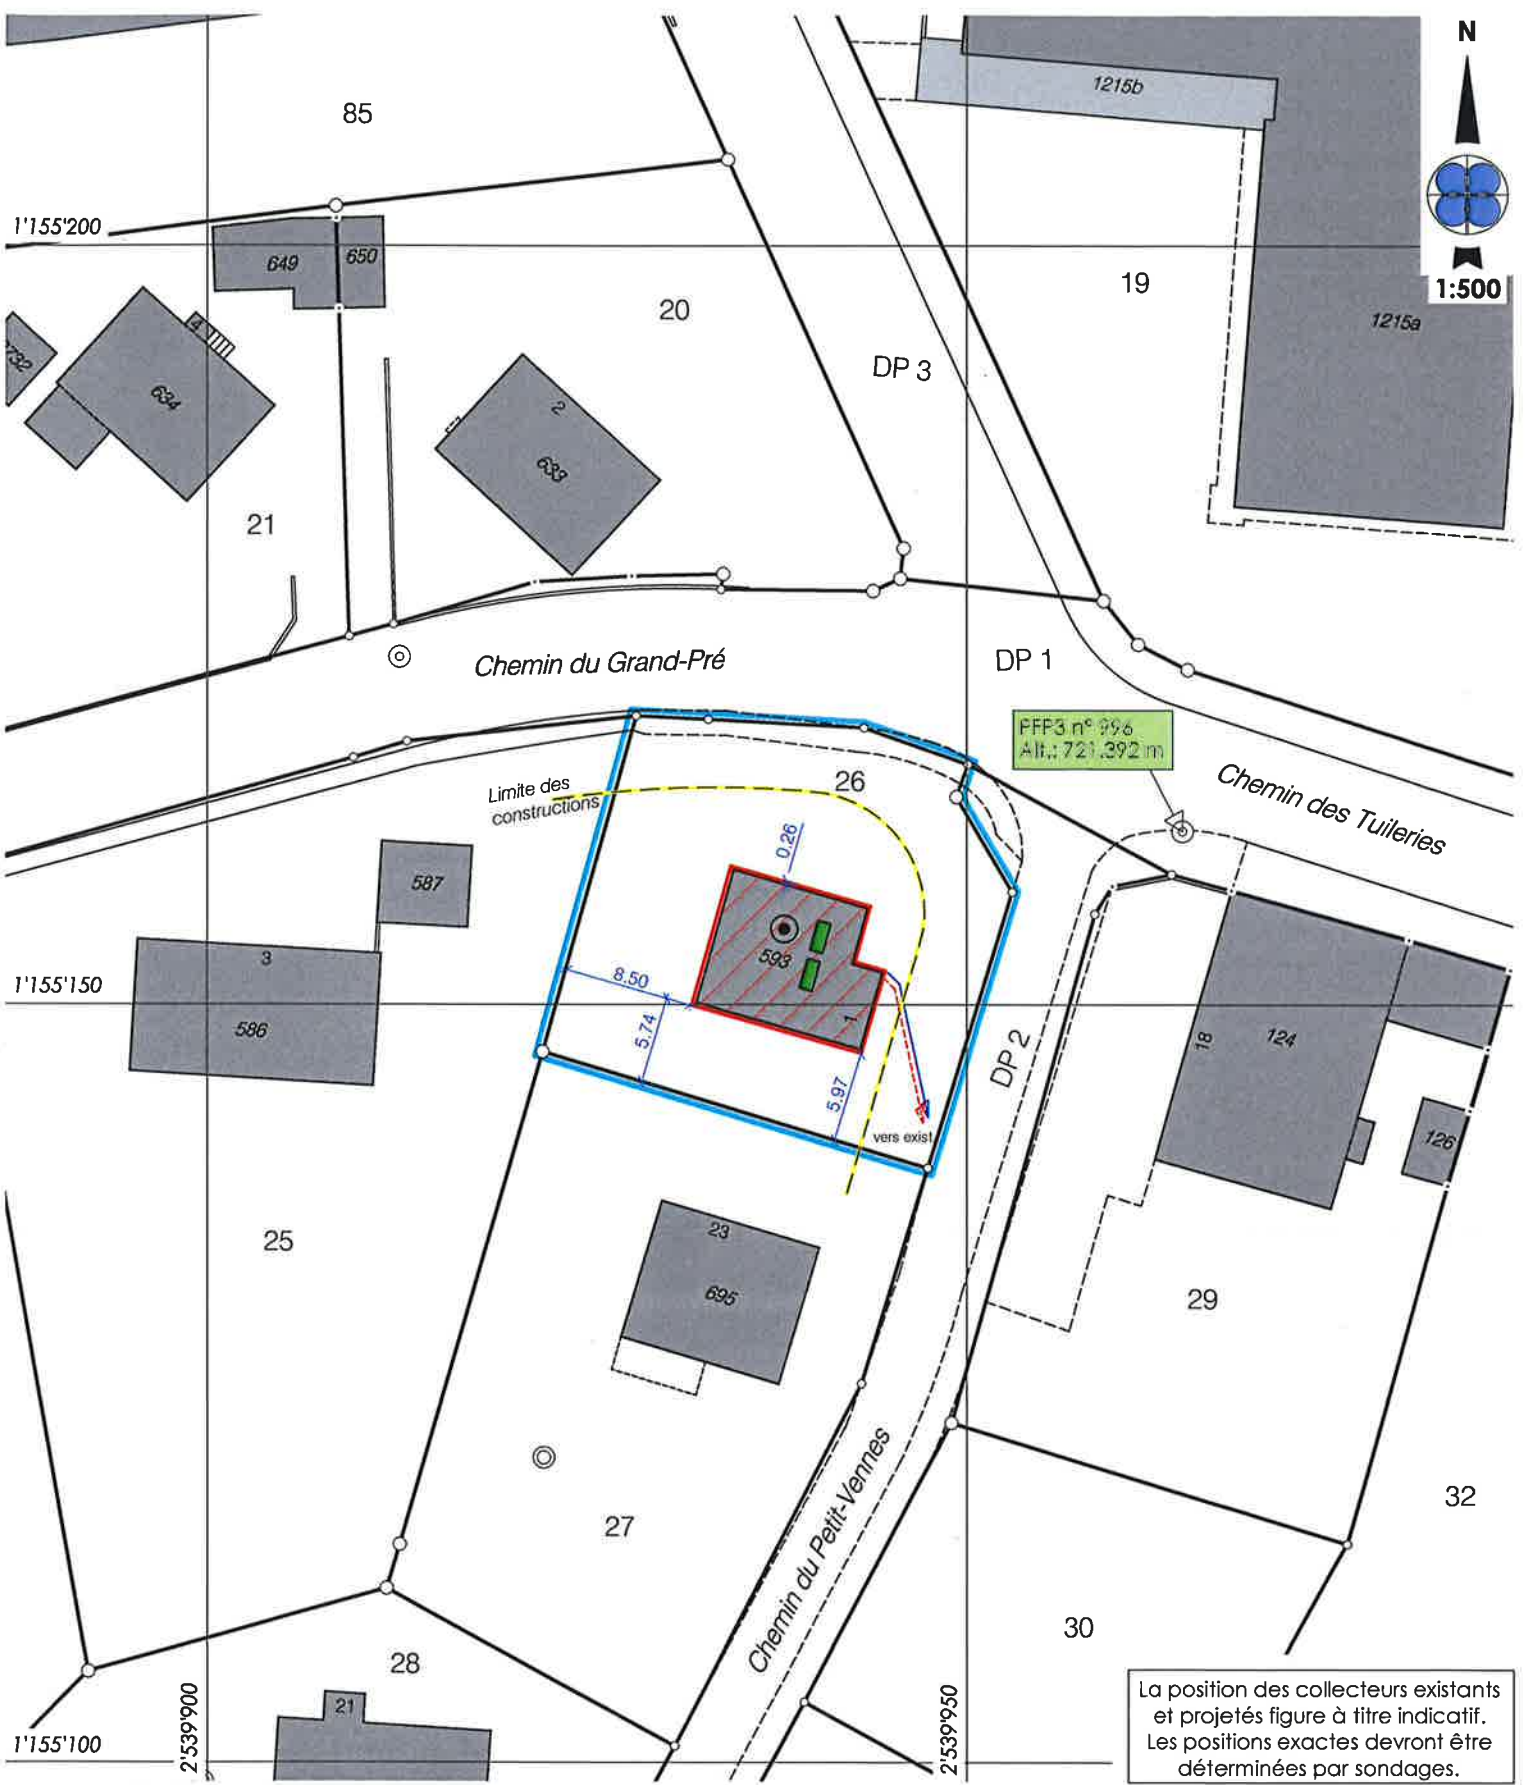 N
1215b
85
1'155'200
649
650
19
1:500
20
4
1215a
DP 3
634
2
633
21
Chemin du Grand-Pré
DP 1
PFP3 n° 996
Alt.: 721.392 m
Limite des
constructions
26
Chemin des Tuileries
0.26
587
593
3
8.50
1'155'150
586
5.74
1
5.97
DP 2
18
124
vers exist.
126
23
25
695
29
Chemin du Petit-Vennes
32
27
30
28
21
2'539'900
2'539'950
1'155'100
La position des collecteurs existants
et projetés figure à titre indicatif.
Les positions exactes devront être
déterminées par sondages.